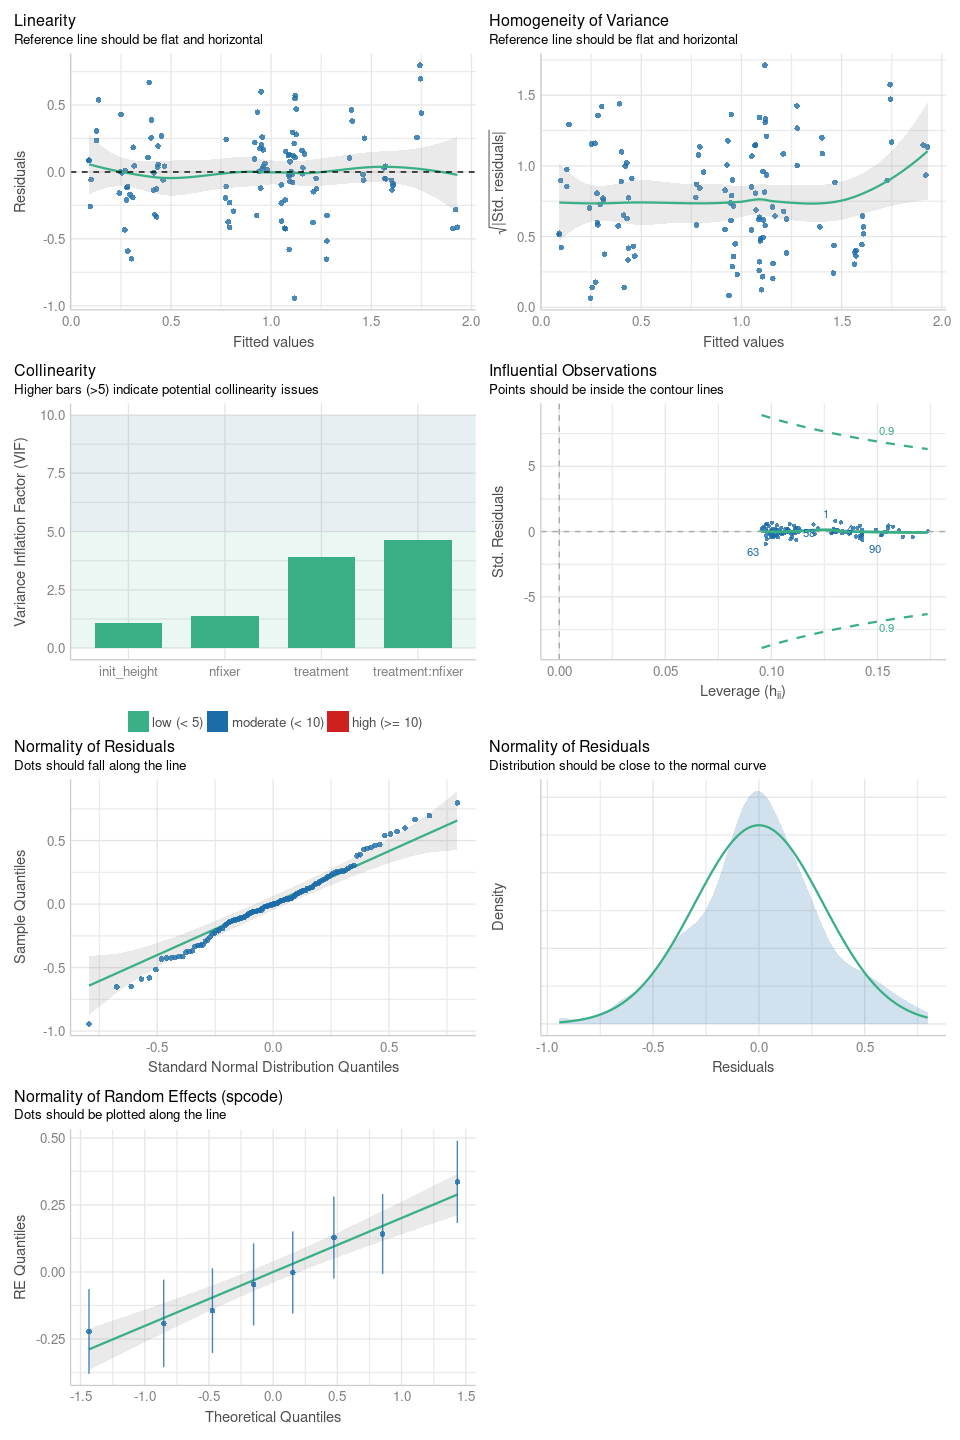 Linearity
Reference line should be flat and horizontal
Residuals
0.5
0.0
-0.5
-1.0
0.0 0.5 1.0 1.5 2.0
Fitted values
Homogeneity of Variance
Reference line should be flat and horizontal
√|Std. residuals|
1.5
1.0
0.5
0.0
0.0 0.5 1.0 1.5 2.0
Fitted values
Collinearity
Higher bars (>5) indicate potential collinearity issues
Variance Inflation Factor (VIF)
10.0
7.5
5.0
2.5
0.0
init_height nfixer treatment treatment:nfixer
low (< 5) moderate (< 10) high (>= 10)
Influential Observations
Points should be inside the contour lines
Std. Residuals
5
0
-5
0.9
1
58
63
90
0.9
0.00 0.05 0.10 0.15
Leverage (hii)
Normality of Residuals
Dots should fall along the line
Sample Quantiles
0.5
0.0
-0.5
-1.0
-0.5 0.0 0.5
Standard Normal Distribution Quantiles
Normality of Residuals
Distribution should be close to the normal curve
Density
-1.0 -0.5 0.0 0.5
Residuals
Normality of Random Effects (spcode)
Dots should be plotted along the line
RE Quantiles
0.50
0.25
0.00
-0.25
-1.5 -1.0 -0.5 0.0 0.5 1.0 1.5
Theoretical Quantiles